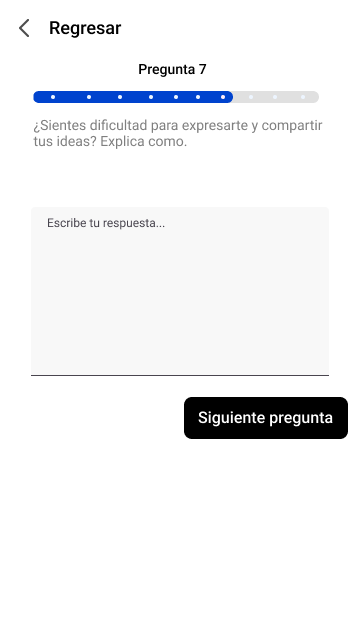 Regresar
Pregunta 7
¿Sientes dificultad para expresarte y compartir
tus ideas? Explica como.
Escribe tu respuesta...
Siguiente pregunta